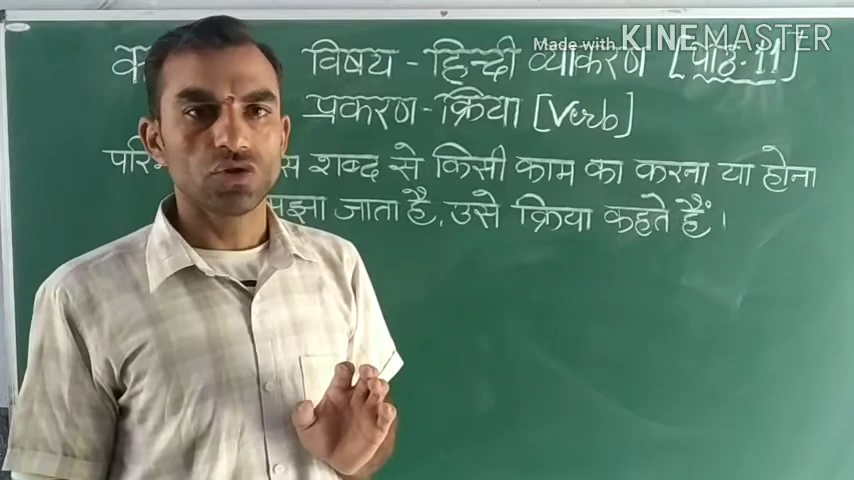 Made with KINEMASTER
विषय - हिन्दी व्याकरण [पाठ-11]
प्रकरण - क्रिया [Verb]
शब्द से किसी काम का करना या होना
जाता है, उसे क्रिया कहते हैं।